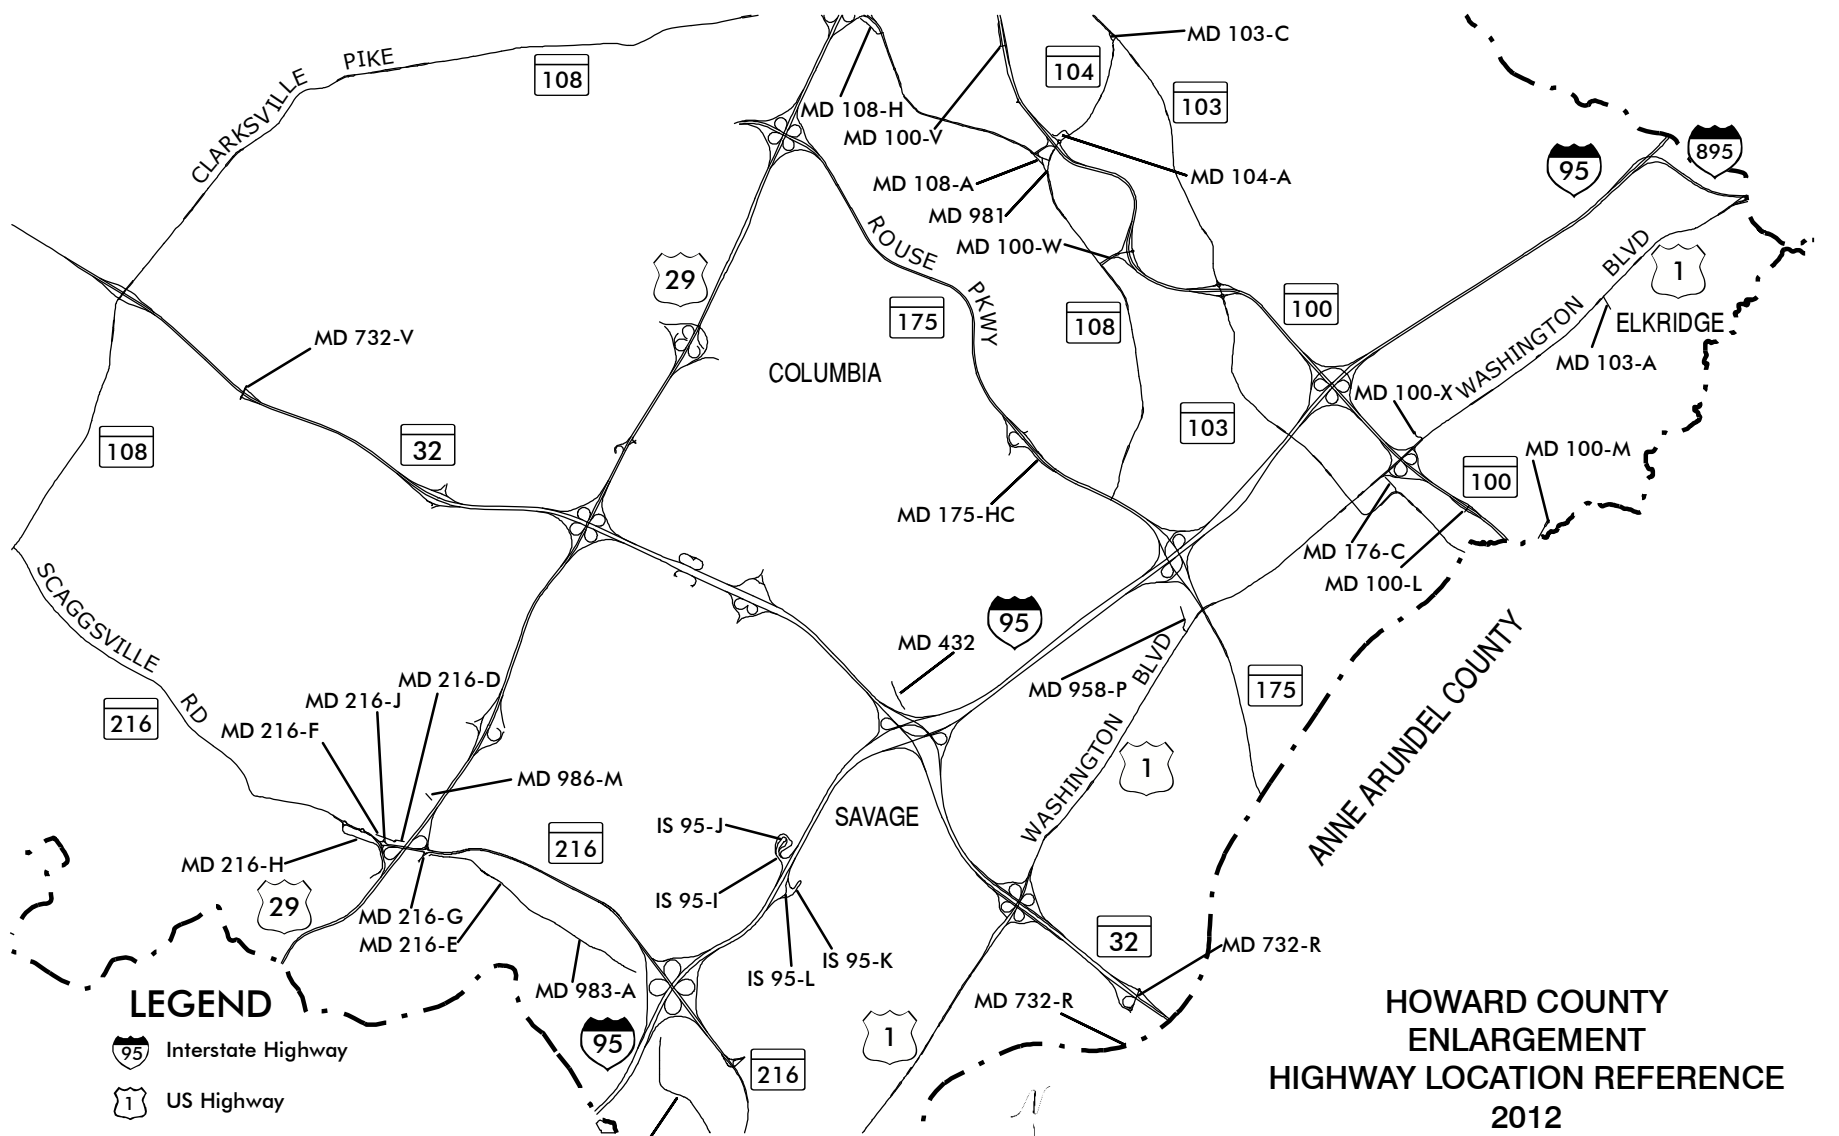 MD 103-C
CLARKSVILLE PIKE
108
104
103
MD 108-H
MD 100-V
895
95
MD 108-A
MD 104-A
MD 981
MD 100-W
ROUSE PKWY
29
175
108
100
WASHINGTON BLVD
1
ELKRIDGE
MD 103-A
MD 732-V
COLUMBIA
MD 100-X
108
32
103
MD 100-M
100
MD 175-HC
MD 176-C
MD 100-L
SCAGGSVILLE RD
95
MD 432
MD 958-P
WASHINGTON BLVD
175
MD 216-D
MD 216-J
216
MD 216-F
1
ANNE ARUNDEL COUNTY
MD 986-M
IS 95-J
SAVAGE
216
MD 216-H
IS 95-I
29
MD 216-G
MD 216-E
32
MD 732-R
IS 95-K
IS 95-L
MD 983-A
MD 732-R
LEGEND
95 Interstate Highway
1 US Highway
95
1
216
N
HOWARD COUNTY
ENLARGEMENT
HIGHWAY LOCATION REFERENCE
2012